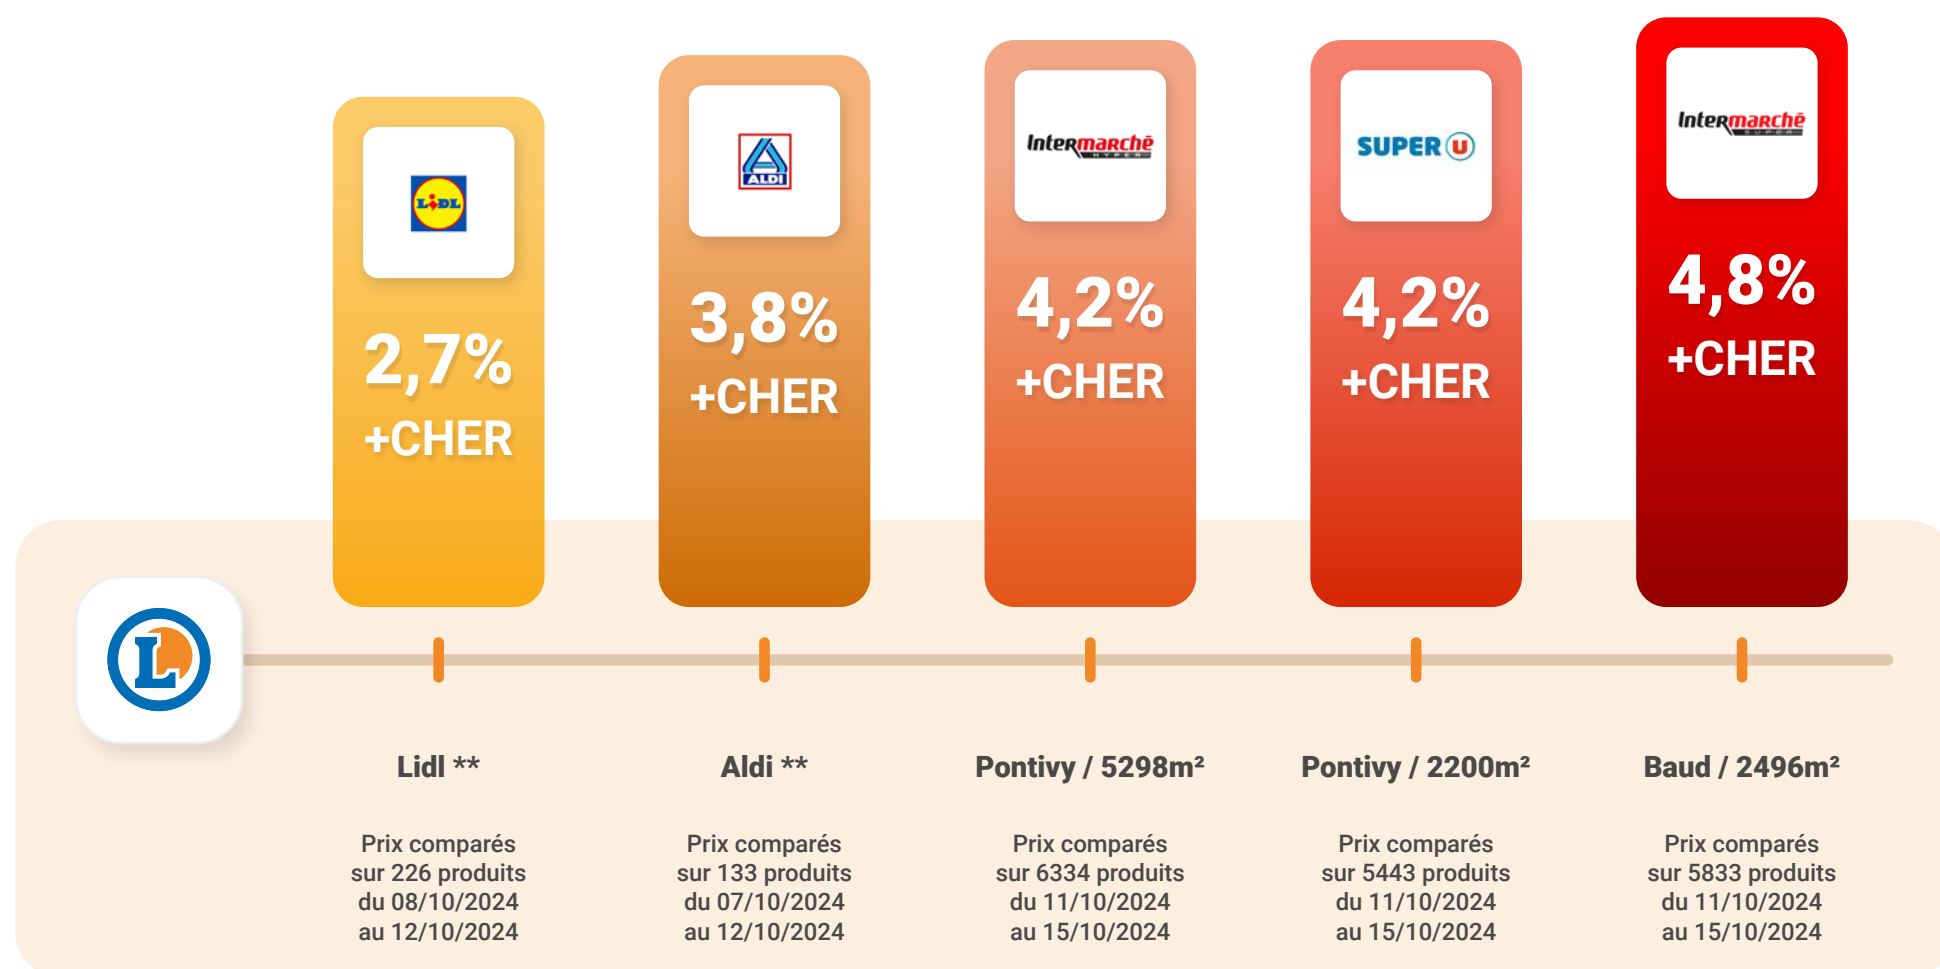 LIDL
2,7%
+CHER
ALDI
3,8%
+CHER
Intermarchē
HYPER
4,2%
+CHER
SUPER U
4,2%
+CHER
Intermarchē
SUPER
4,8%
+CHER
L
Lidl **
Prix comparés
sur 226 produits
du 08/10/2024
au 12/10/2024
Aldi **
Prix comparés
sur 133 produits
du 07/10/2024
au 12/10/2024
Pontivy / 5298m²
Prix comparés
sur 6334 produits
du 11/10/2024
au 15/10/2024
Pontivy / 2200m²
Prix comparés
sur 5443 produits
du 11/10/2024
au 15/10/2024
Baud / 2496m²
Prix comparés
sur 5833 produits
du 11/10/2024
au 15/10/2024